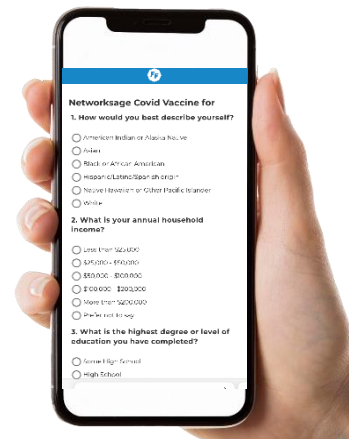 Networksage Covid Vaccine for
1. How would you best describe yourself?
American Indian or Alaska Native
Asian
Black or African American
Hispanic/Latino/Spanish origin
Native Hawaiian or Other Pacific Islander
White
2. What is your annual household
income?
Less than $25,000
$25,000 - $50,000
$50,000 - $100,000
$100,000 - $200,000
More than $200,000
Prefer not to say
3. What is the highest degree or level of
education you have completed?
Some High School
High School